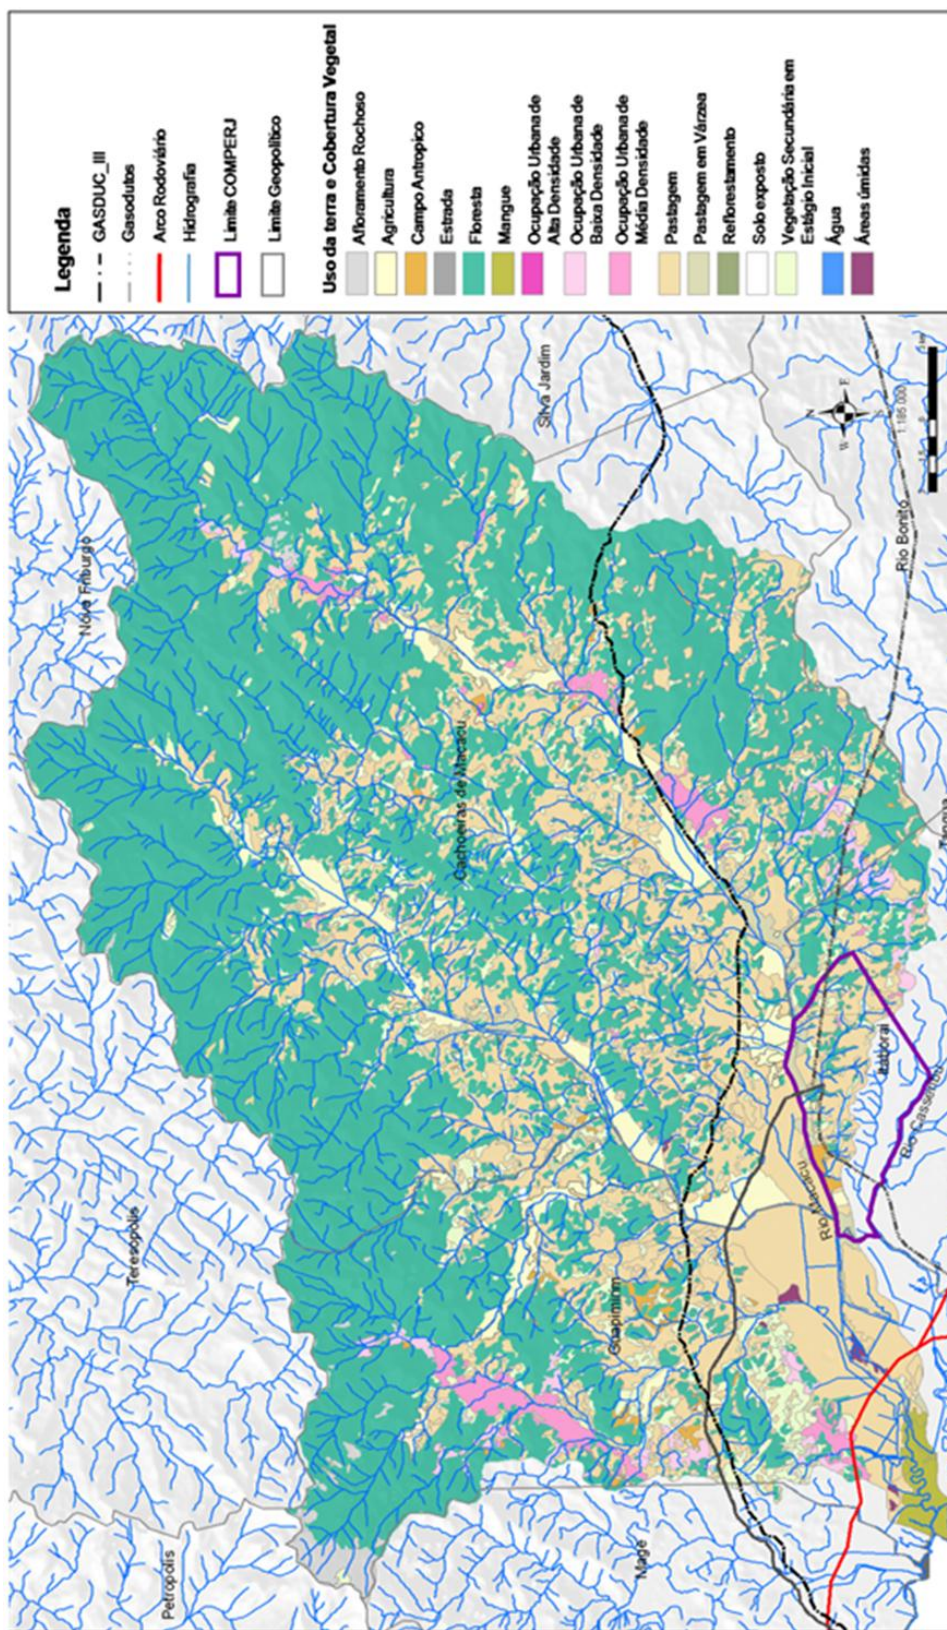 Legenda
GASDUC_III
Gasodutos
Arco Rodoviário
Hidrografia
Limite COMPERJ
Limite Geopolítico
Uso da terra e Cobertura Vegetal
Afloramento Rochoso
Agricultura
Campo Antropico
Estrada
Floresta
Mangue
Ocupação Urbana de
Alta Densidade
Ocupação Urbana de
Baixa Densidade
Ocupação Urbana de
Média Densidade
Pastagem
Pastagem em Várzea
Reflorestamento
Solo exposto
Vegetação Secundária em
Estágio Inicial
Água
Áreas úmidas
Petrópolis
Teresópolis
Nova Friburgo
Silva Jardim
Cachoeiras de Macacu
Guapimirim
Magé
Rio Macacu
Itaboraí
Rio Bonito
N
W
E
S
1:185.000